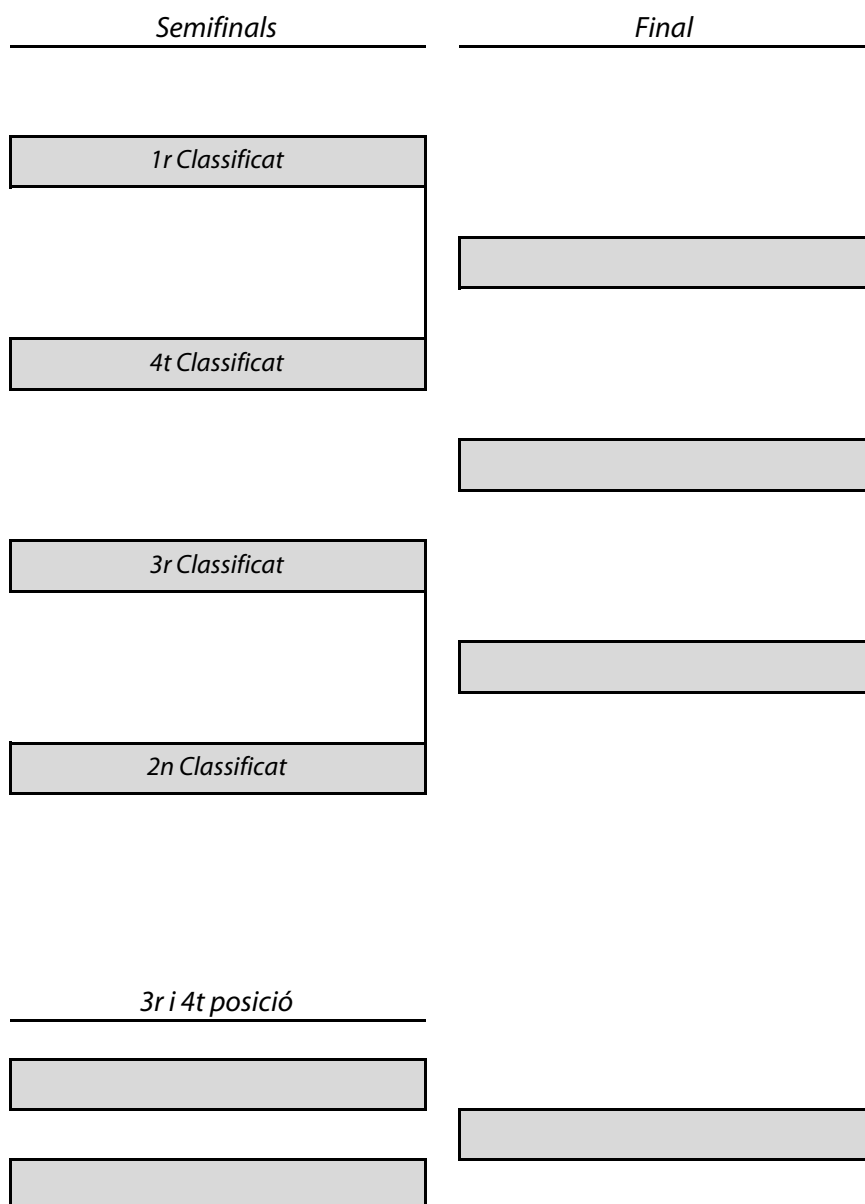 Semifinals
Final
1r Classificat
4t Classificat
3r Classificat
2n Classificat
3r i 4t posició